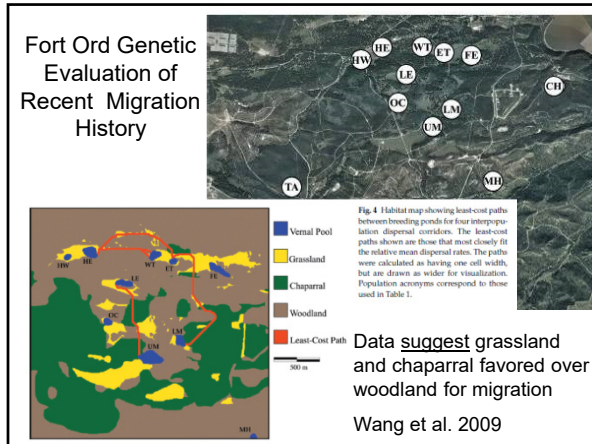 Fort Ord Genetic
Evaluation of
Recent Migration
History
HE
WT
ET
FE
HW
LE
CH
OC
LM
UM
TA
MH
Fig. 4 Habitat map showing least-cost paths
between breeding ponds for four interpopu-
lation dispersal corridors. The least-cost
paths shown are those that most closely fit
the relative mean dispersal rates. The paths
were calculated as having one cell width,
but are drawn as wider for visualization.
Population acronyms correspond to those
used in Table 1.
HW
HE
WT
ET
FE
LE
OC
LM
UM
MH
Vernal Pool
Grassland
Chaparral
Woodland
Least-Cost Path
500 m
Data suggest grassland
and chaparral favored over
woodland for migration
Wang et al. 2009